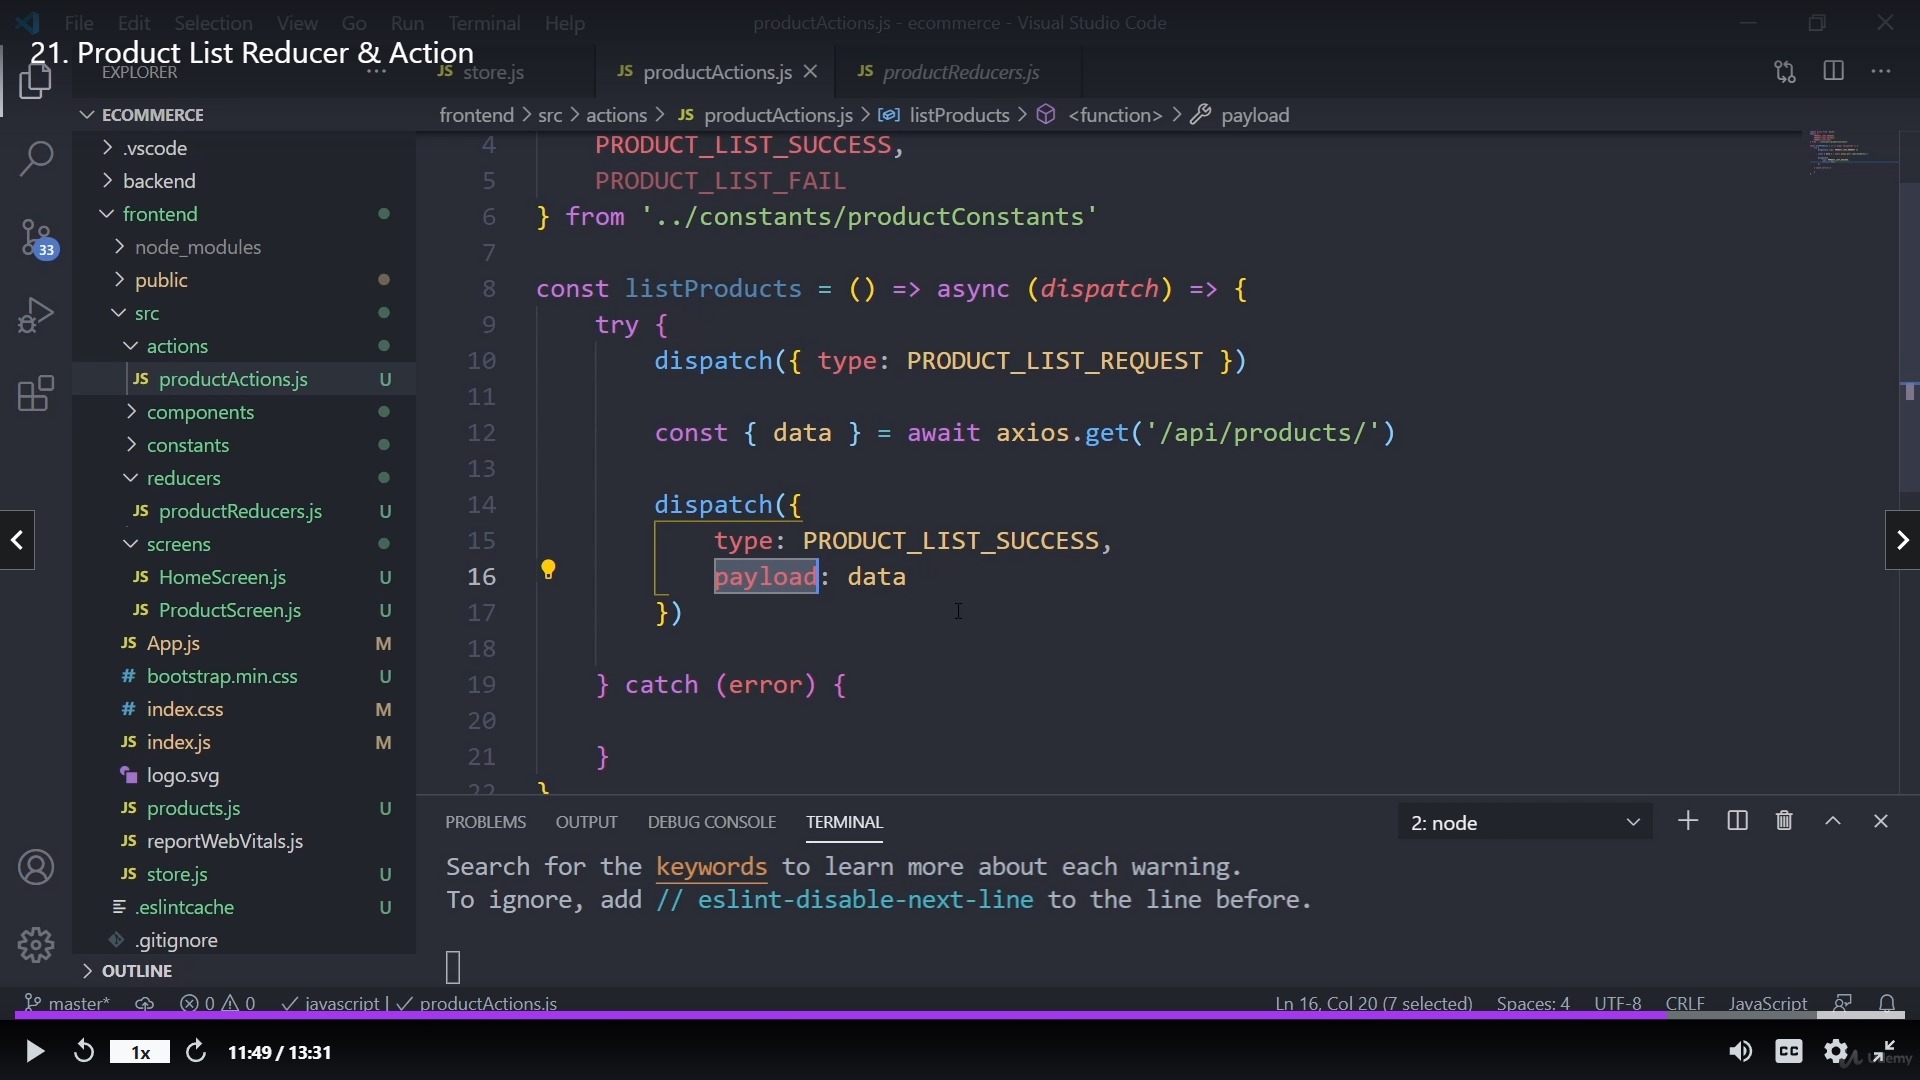 File Edit Selection View Go Run Terminal Help
productActions.js - ecommerce - Visual Studio Code
21. Product List Reducer & Action
EXPLORER
JS store.js
JS productActions.js
JS productReducers.js
ECOMMERCE
frontend > src > actions > JS productActions.js > listProducts > <function> > payload
.vscode
backend
frontend
node_modules
public
src
actions
JS productActions.js U
components
constants
reducers
JS productReducers.js U
screens
JS HomeScreen.js U
JS ProductScreen.js U
JS App.js M
# bootstrap.min.css U
# index.css M
JS index.js M
logo.svg
JS products.js U
JS reportWebVitals.js
JS store.js U
.eslintcache U
.gitignore
OUTLINE
33
4 PRODUCT_LIST_SUCCESS,
5 PRODUCT_LIST_FAIL
6 } from '../constants/productConstants'
7
8 const listProducts = () => async (dispatch) => {
9 try {
10 dispatch({ type: PRODUCT_LIST_REQUEST })
11
12 const { data } = await axios.get('/api/products/')
13
14 dispatch({
15 type: PRODUCT_LIST_SUCCESS,
16 payload: data
17 })
18
19 } catch (error) {
20
21 }
22 }
PROBLEMS OUTPUT DEBUG CONSOLE TERMINAL
2: node
Search for the keywords to learn more about each warning.
To ignore, add // eslint-disable-next-line to the line before.
master* 0 0 javascript | productActions.js
Ln 16, Col 20 (7 selected) Spaces: 4 UTF-8 CRLF JavaScript
1x 11:49 / 13:31
CC
Udemy